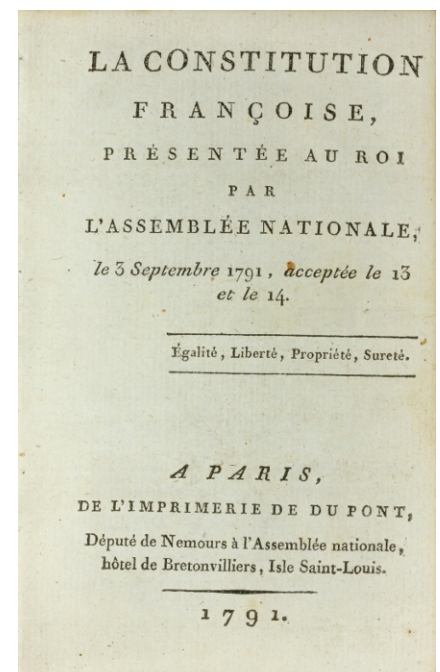 LA CONSTITUTION
FRANÇOISE,
PRÉSENTÉE AU ROI
PAR
L'ASSEMBLÉE NATIONALE,
le 3 Septembre 1791, acceptée le 13
et le 14.
Égalité, Liberté, Propriété, Sureté.
A PARIS,
DE L'IMPRIMERIE DE DU PONT,
Député de Nemours à l'Assemblée nationale,
hôtel de Bretonvilliers, Isle Saint-Louis.
1791.